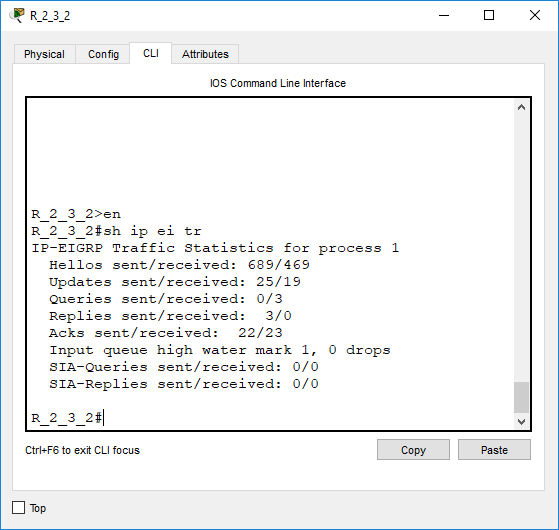 R_2_3_2
Physical Config CLI Attributes
IOS Command Line Interface
R_2_3_2>en
R_2_3_2#sh ip ei tr
IP-EIGRP Traffic Statistics for process 1
  Hellos sent/received: 689/469
  Updates sent/received: 25/19
  Queries sent/received: 0/3
  Replies sent/received:  3/0
  Acks sent/received:  22/23
  Input queue high water mark 1, 0 drops
  SIA-Queries sent/received: 0/0
  SIA-Replies sent/received: 0/0
R_2_3_2#
Ctrl+F6 to exit CLI focus Copy Paste
Top